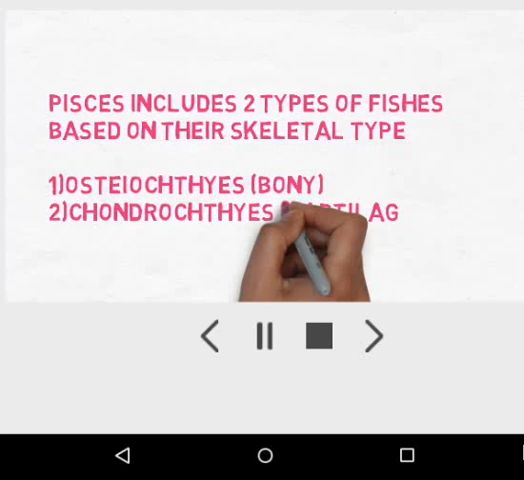 PISCES INCLUDES 2 TYPES OF FISHES
BASED ON THEIR SKELETAL TYPE
1)OSTEIOCHTHYES (BONY)
2)CHONDROCHTHYES